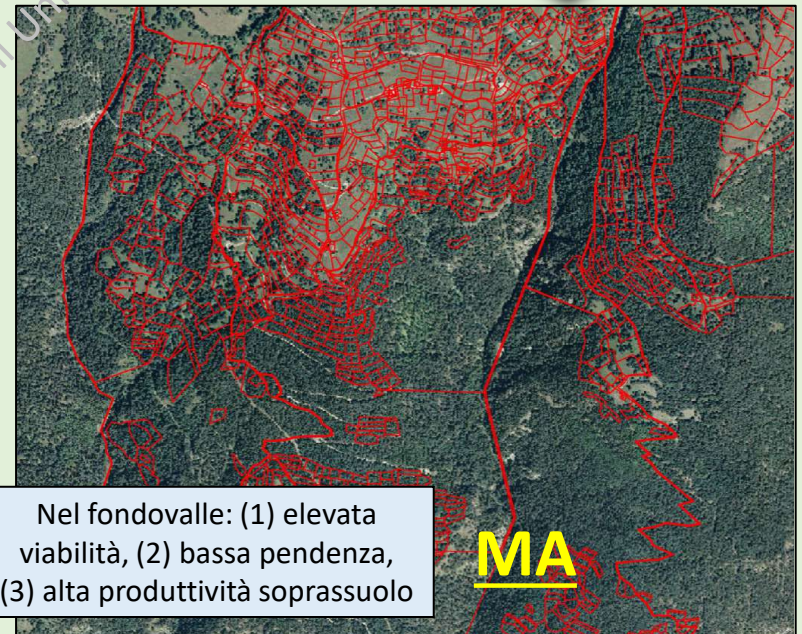 Nel fondovalle: (1) elevata
viabilità, (2) bassa pendenza,
(3) alta produttività soprassuolo
MA